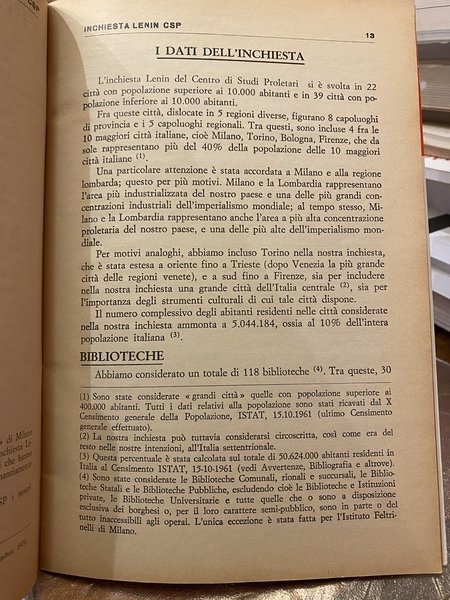 INCHIESTA LENIN CSP 13
I DATI DELL'INCHIESTA
L'inchiesta Lenin del Centro di Studi Proletari si è svolta in 22
città con popolazione superiore ai 10.000 abitanti e in 39 città con po-
polazione inferiore ai 10.000 abitanti.
Fra queste città, dislocate in 5 regioni diverse, figurano 8 capoluoghi
di provincia e i 5 capoluoghi regionali. Tra questi, sono incluse 4 fra le
10 maggiori città italiane, cioè Milano, Torino, Bologna, Firenze, che da
sole rappresentano più del 40% della popolazione delle 10 maggiori
città italiane (1).
Una particolare attenzione è stata accordata a Milano e alla regione
lombarda; questo per più motivi. Milano e la Lombardia rappresentano
l'area più industrializzata del nostro paese e una delle più grandi con-
centrazioni industriali dell'imperialismo mondiale; al tempo stesso, Mi-
lano e la Lombardia rappresentano anche l'area a più alta concentrazione
proletaria del nostro paese, e una delle più alte dell'imperialismo mon-
diale.
Per motivi analoghi, abbiamo incluso Torino nella nostra inchiesta,
che è stata estesa a oriente fino a Trieste (dopo Venezia la più grande
città delle regioni venete), e a sud fino a Firenze, sia per includere
nella nostra inchiesta una grande città dell'Italia centrale (2), sia per
l'importanza degli strumenti culturali di cui tale città dispone.
Il numero complessivo degli abitanti residenti nelle città considerate
nella nostra inchiesta ammonta a 5.044.184, ossia al 10% dell'intera
popolazione italiana (3).
BIBLIOTECHE
Abbiamo considerato un totale di 118 biblioteche (4). Tra queste, 30
(1) Sono state considerate « grandi città » quelle con popolazione superiore ai
400.000 abitanti. Tutti i dati relativi alla popolazione sono stati ricavati dal X
Censimento generale della Popolazione, ISTAT, 15.10.1961 (ultimo Censimento
generale effettuato).
(2) La nostra inchiesta può tuttavia considerarsi circoscritta, così come era del
resto nelle nostre intenzioni, all'Italia settentrionale.
(3) Questa percentuale è stata calcolata sul totale di 50.624.000 abitanti residenti in
Italia al Censimento ISTAT, 15-10-1961 (vedi Avvertenze, Bibliografia e altrove).
(4) Sono state considerate le Biblioteche Comunali, rionali e succursali, le Biblio-
teche Statali e le Biblioteche Pubbliche, escludendo cioè le Biblioteche e Istituzioni
private, le Biblioteche Universitarie e tutte quelle che o sono a disposizione
esclusiva dei borghesi o, per il loro carattere semi-pubblico, sono in parte o del
tutto inaccessibili agli operai. L'unica eccezione è stata fatta per l'Istituto Feltri-
nelli di Milano.